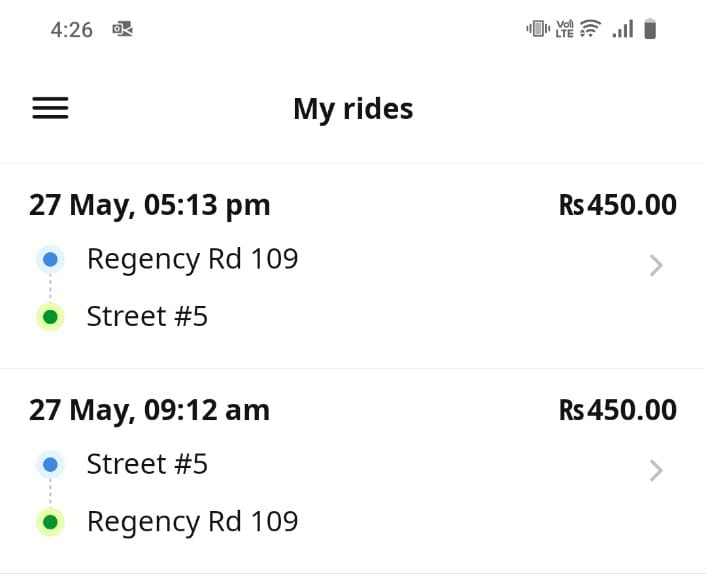 4:26
Vo) LTE
My rides
27 May, 05:13 pm Rs450.00
Regency Rd 109
Street #5
27 May, 09:12 am Rs450.00
Street #5
Regency Rd 109